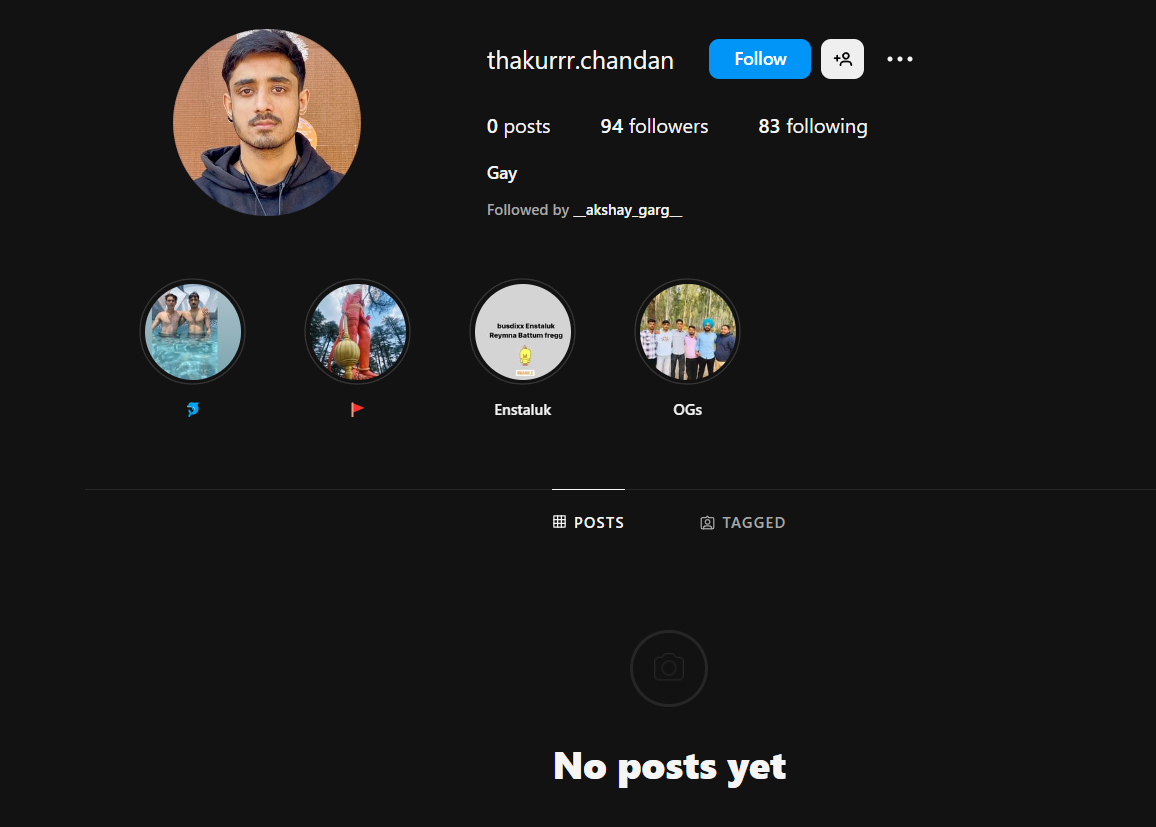 thakurrr.chandan Follow
0 posts 94 followers 83 following
Gay
Followed by __akshay_garg__
busdixx Enstaluk
Reymna Battum fregg
Enstaluk OGs
POSTS TAGGED
No posts yet